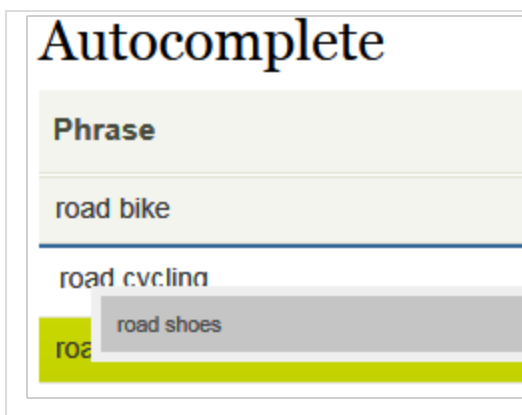 Autocomplete
Phrase
road bike
road cycling
road shoes